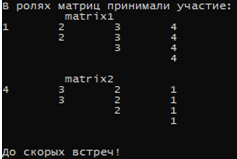 В ролях матриц принимали участие:
matrix1
1 2 3 4
2 3 4
3 4
4
matrix2
4 3 2 1
3 2 1
2 1
1
До скорых встреч!